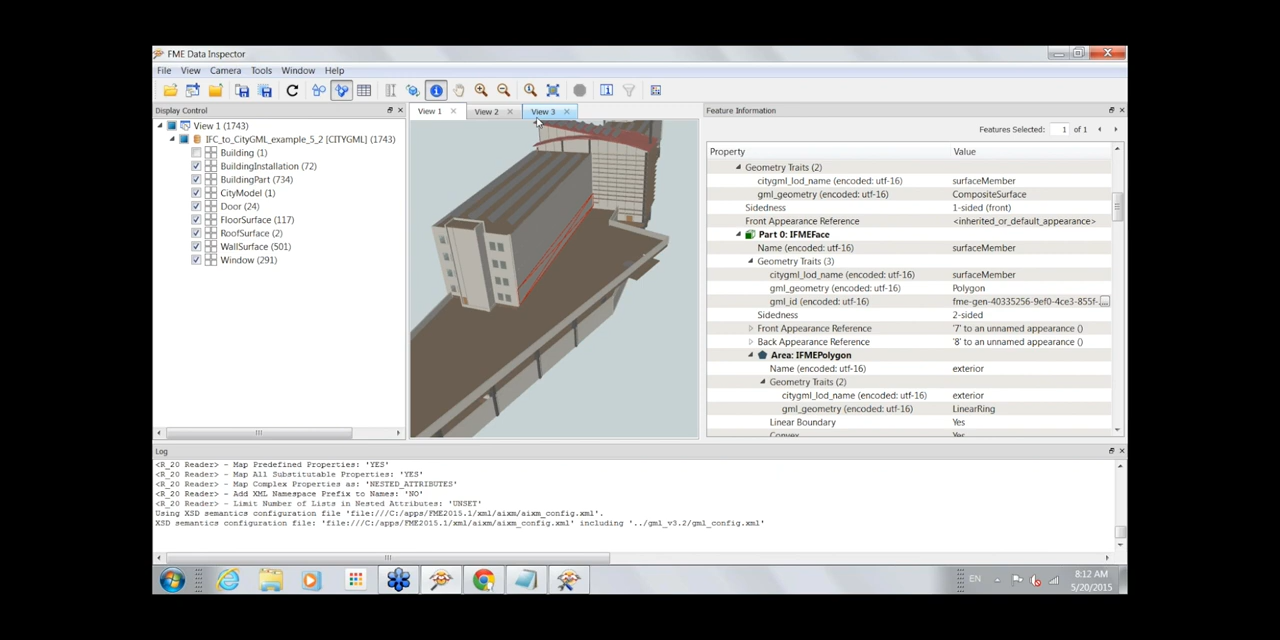 FME Data Inspector
File View Camera Tools Window Help
Display Control
View 1 View 2 View 3
Feature Information
View 1 (1743)
IFC_to_CityGML_example_5_2 [CITYGML] (1743)
Building (1)
BuildingInstallation (72)
BuildingPart (734)
CityModel (1)
Door (24)
FloorSurface (117)
RoofSurface (2)
WallSurface (501)
Window (291)
Features Selected: 1 of 1
Property Value
Geometry Traits (2)
citygml_lod_name (encoded: utf-16) surfaceMember
gml_geometry (encoded: utf-16) CompositeSurface
Sidedness 1-sided (front)
Front Appearance Reference <inherited_or_default_appearance>
Part 0: IFMEFace
Name (encoded: utf-16) surfaceMember
Geometry Traits (3)
citygml_lod_name (encoded: utf-16) surfaceMember
gml_geometry (encoded: utf-16) Polygon
gml_id (encoded: utf-16) fme-gen-40335256-9ef0-4ce3-855f-...
Sidedness 2-sided
Front Appearance Reference '7' to an unnamed appearance ()
Back Appearance Reference '8' to an unnamed appearance ()
Area: IFMEPolygon
Name (encoded: utf-16) exterior
Geometry Traits (2)
citygml_lod_name (encoded: utf-16) exterior
gml_geometry (encoded: utf-16) LinearRing
Linear Boundary Yes
Convex Yes
Log
<R_20 Reader> - Map Predefined Properties: 'YES'
<R_20 Reader> - Map All Substitutable Properties: 'YES'
<R_20 Reader> - Map Complex Properties as: 'NESTED_ATTRIBUTES'
<R_20 Reader> - Add XML Namespace Prefix to Names: 'NO'
<R_20 Reader> - Limit Number of Lists in Nested Attributes: 'UNSET'
Using XSD semantics configuration file 'file:///C:/apps/FME2015.1/xml/aixm/aixm_config.xml'.
XSD semantics configuration file: 'file:///C:/apps/FME2015.1/xml/aixm/aixm_config.xml' including '../gml_v3.2/gml_config.xml'
EN
8:12 AM
5/20/2015